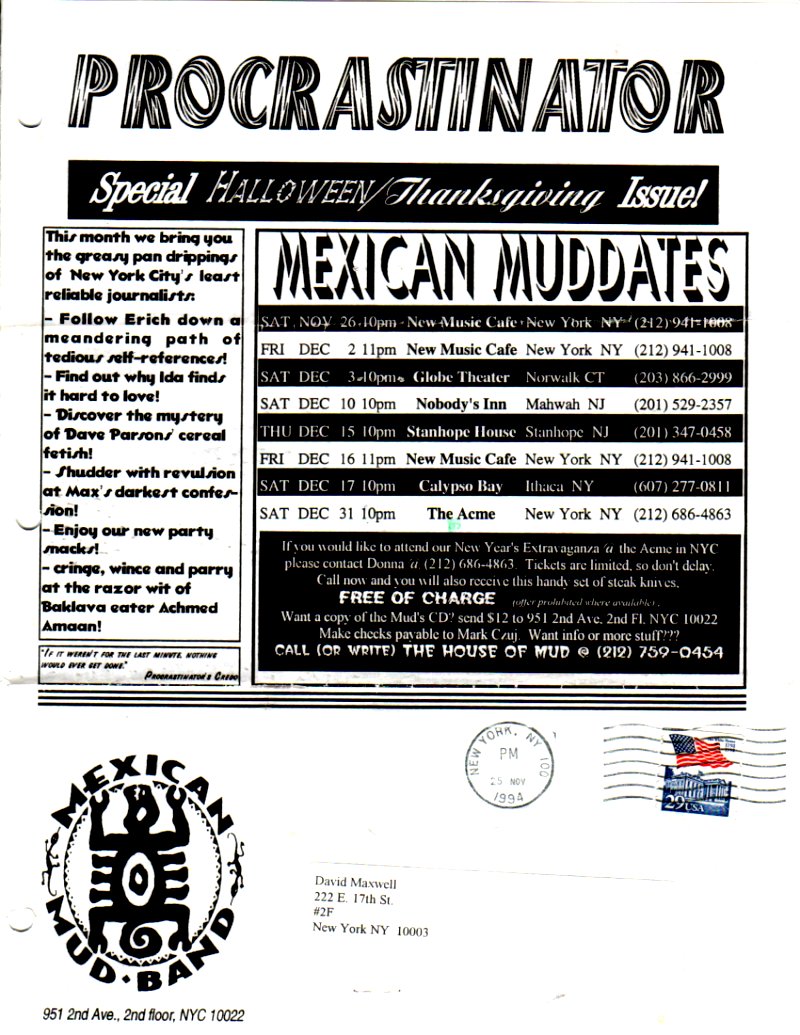 PROCRASTINATOR
Special HALLOWEEN/Thanksgiving Issue!
This month we bring you
the greasy pan drippings
of New York City's least
reliable journalists:
- Follow Erich down a
meandering path of
tedious self-references!
- Find out why Ida finds
it hard to love!
- Discover the mystery
of Dave Parsons' cereal
fetish!
- Shudder with revulsion
at Max's darkest confes-
sion!
- Enjoy our new party
snacks!
- cringe, wince and parry
at the razor wit of
Baklava eater Achmed
Amaan!
"IF IT WEREN'T FOR THE LAST MINUTE, NOTHING
WOULD EVER GET DONE."
PROCRASTINATOR'S CREDO
MEXICAN MUDDATES
SAT NOV 26 10pm New Music Cafe New York NY (212) 941-1008
FRI DEC 2 11pm New Music Cafe New York NY (212) 941-1008
SAT DEC 3 10pm Globe Theater Norwalk CT (203) 866-2999
SAT DEC 10 10pm Nobody's Inn Mahwah NJ (201) 529-2357
THU DEC 15 10pm Stanhope House Stanhope NJ (201) 347-0458
FRI DEC 16 11pm New Music Cafe New York NY (212) 941-1008
SAT DEC 17 10pm Calypso Bay Ithaca NY (607) 277-0811
SAT DEC 31 10pm The Acme New York NY (212) 686-4863
If you would like to attend our New Year's Extravaganza @ the Acme in NYC
please contact Donna @ (212) 686-4863. Tickets are limited, so don't delay.
Call now and you will also receive this handy set of steak knives,
FREE OF CHARGE (offer prohibited where available).
Want a copy of the Mud's CD? send $12 to 951 2nd Ave. 2nd Fl. NYC 10022
Make checks payable to Mark Czuj. Want info or more stuff???
CALL (OR WRITE) THE HOUSE OF MUD @ (212) 759-0454
NEW YORK, NY 100
PM
25 NOV
1994
29USA
MEXICAN
MUD·BAND
David Maxwell
222 E. 17th St.
#2F
New York NY 10003
951 2nd Ave., 2nd floor, NYC 10022